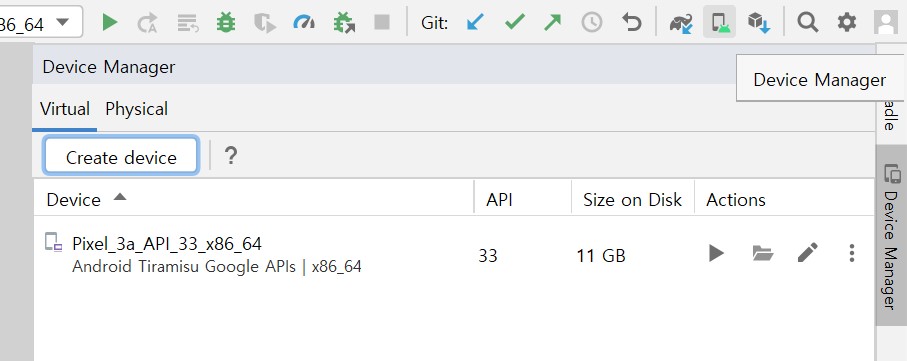 86_64
Git:
Device Manager
Device Manager
Virtual Physical
Create device ?
Device API Size on Disk Actions
Pixel_3a_API_33_x86_64
Android Tiramisu Google APIs | x86_64
33 11 GB
adle
Device Manager